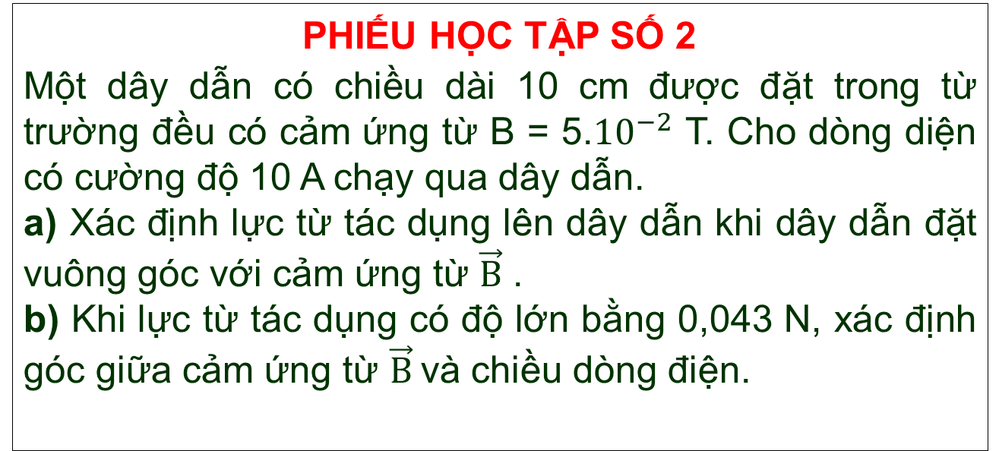 PHIẾU HỌC TẬP SỐ 2
Một dây dẫn có chiều dài 10 cm được đặt trong từ
trường đều có cảm ứng từ B = 5.10⁻² T. Cho dòng diện
có cường độ 10 A chạy qua dây dẫn.
a) Xác định lực từ tác dụng lên dây dẫn khi dây dẫn đặt
vuông góc với cảm ứng từ B⃗ .
b) Khi lực từ tác dụng có độ lớn bằng 0,043 N, xác định
góc giữa cảm ứng từ B⃗ và chiều dòng điện.